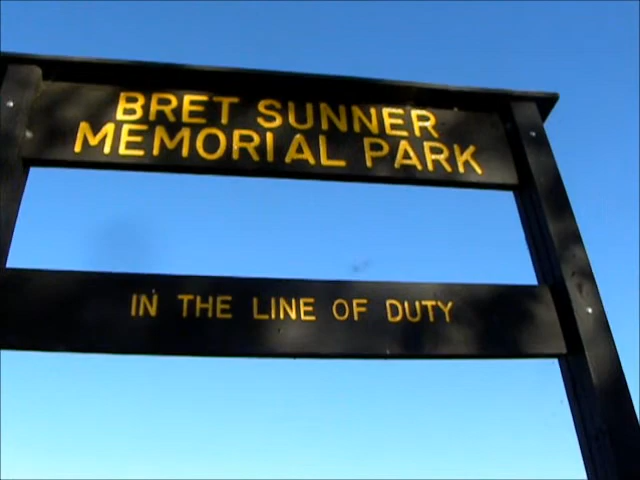 BRET SUNNER
MEMORIAL PARK
IN THE LINE OF DUTY